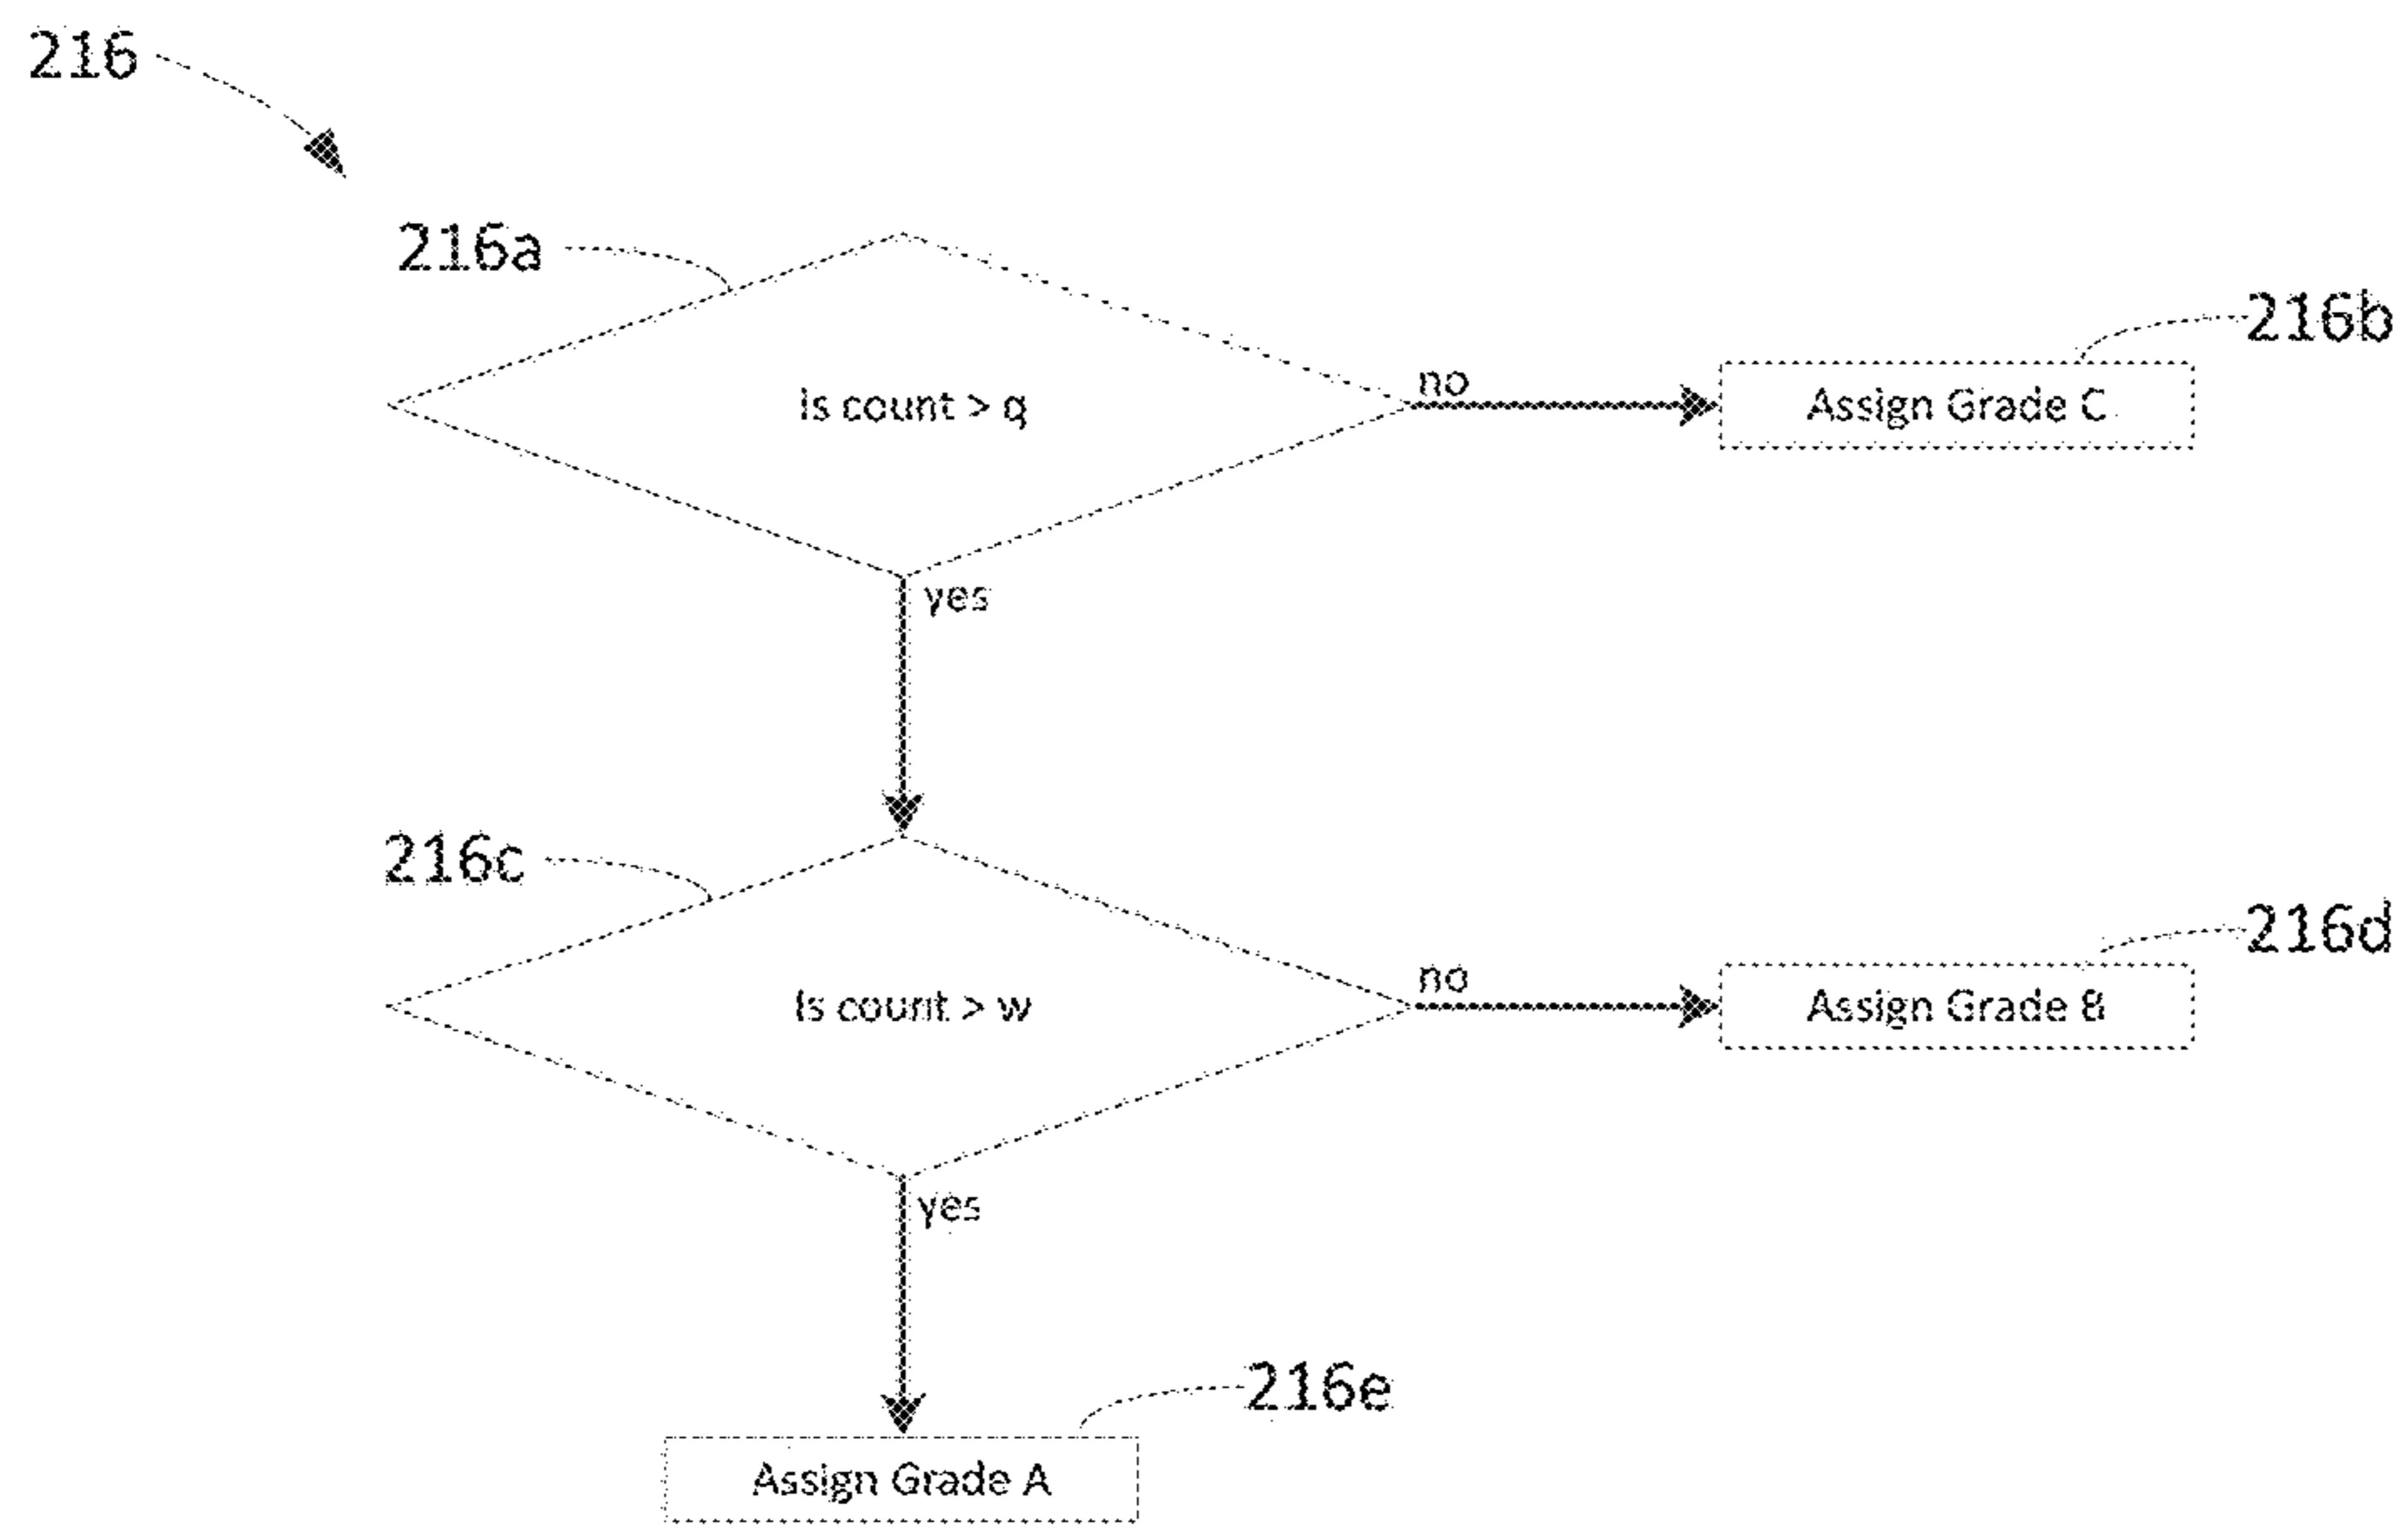 216
216a
216b
Is count > q
no
Assign Grade C
yes
216c
216d
Is count > w
no
Assign Grade B
yes
216e
Assign Grade A